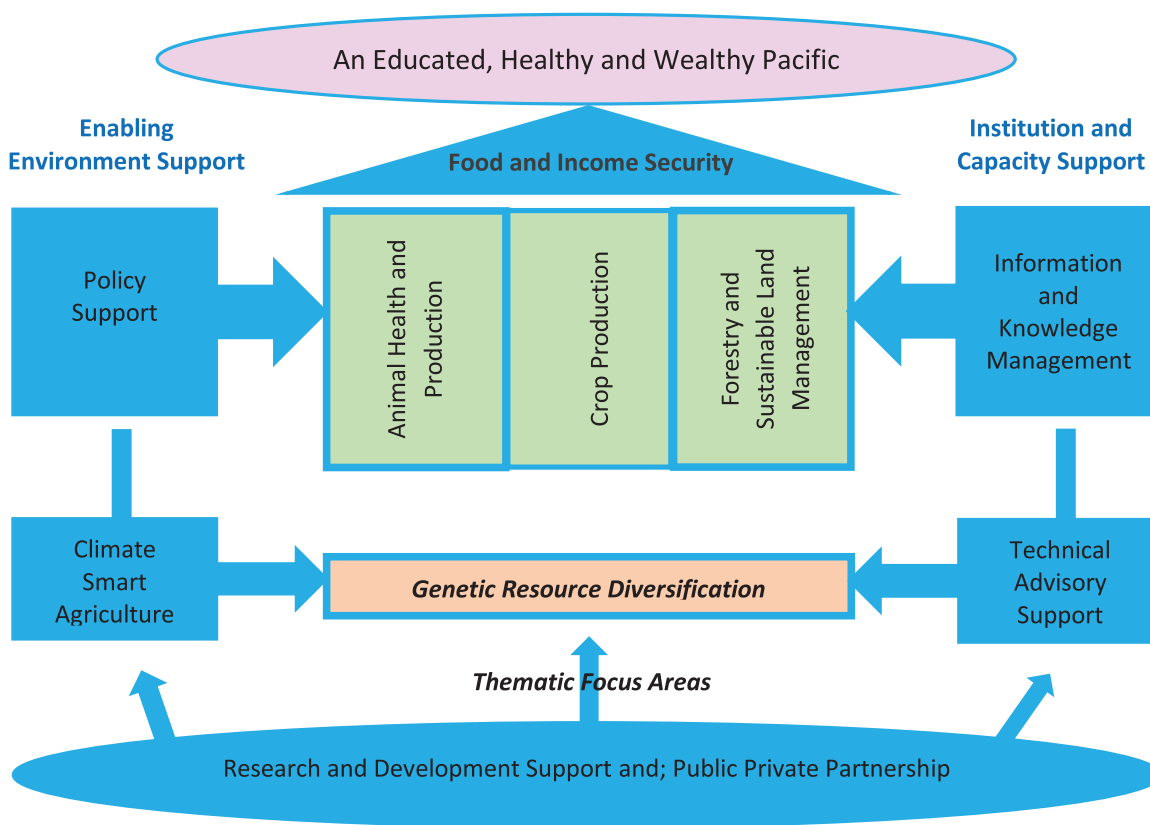 An Educated, Healthy and Wealthy Pacific
Enabling
Environment Support
Food and Income Security
Institution and
Capacity Support
Policy
Support
Animal Health and
Production
Crop Production
Forestry and
Sustainable Land
Management
Information
and
Knowledge
Management
Climate
Smart
Agriculture
Genetic Resource Diversification
Technical
Advisory
Support
Thematic Focus Areas
Research and Development Support and; Public Private Partnership